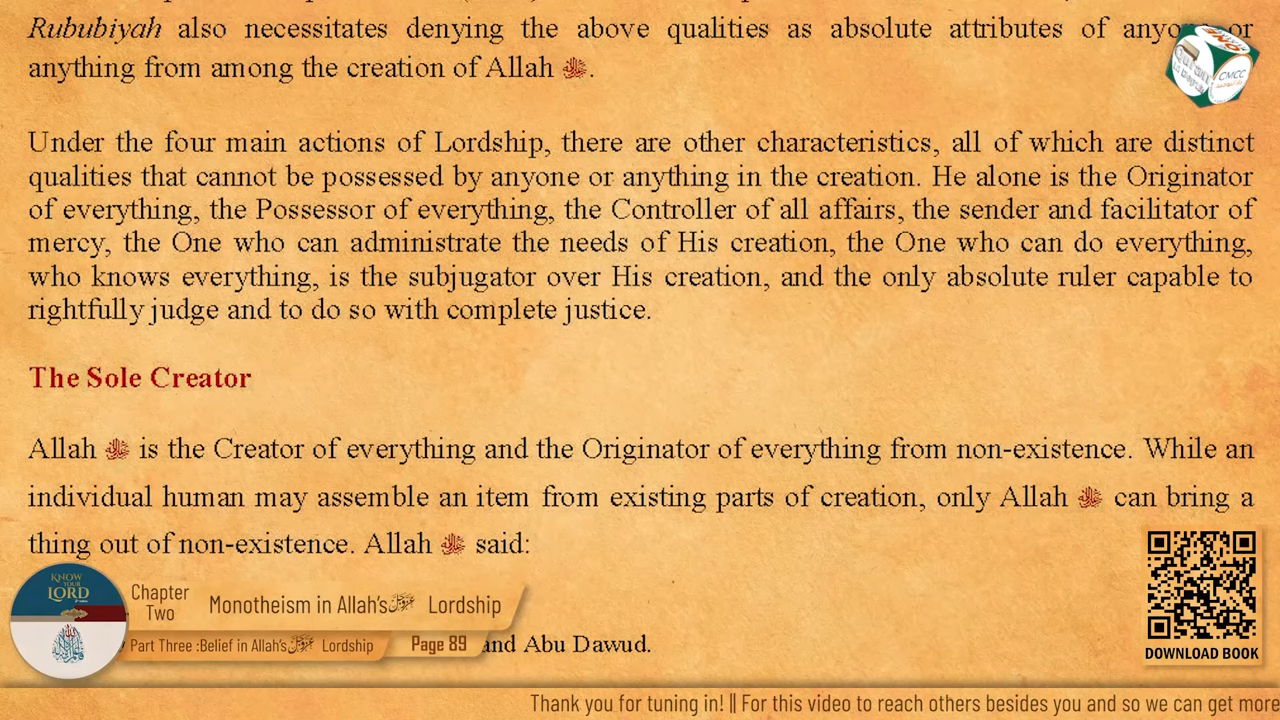 Rububiyah also necessitates denying the above qualities as absolute attributes of or
anything from among the creation of Allah ﷻ.
Under the four main actions of Lordship, there are other characteristics, all of which are distinct
qualities that cannot be possessed by anyone or anything in the creation. He alone is the Originator
of everything, the Possessor of everything, the Controller of all affairs, the sender and facilitator of
mercy, the One who can administrate the needs of His creation, the One who can do everything,
who knows everything, is the subjugator over His creation, and the only absolute ruler capable to
rightfully judge and to do so with complete justice.
The Sole Creator
Allah ﷻ is the Creator of everything and the Originator of everything from non-existence. While an
individual human may assemble an item from existing parts of creation, only Allah ﷻ can bring a
thing out of non-existence. Allah ﷻ said:
and Abu Dawud.
CMCC
KNOW
YOUR
LORD
Chapter
Two
Monotheism in Allah's Lordship
Part Three :Belief in Allah's Lordship
Page 89
DOWNLOAD BOOK
Thank you for tuning in! || For this video to reach others besides you and so we can get more